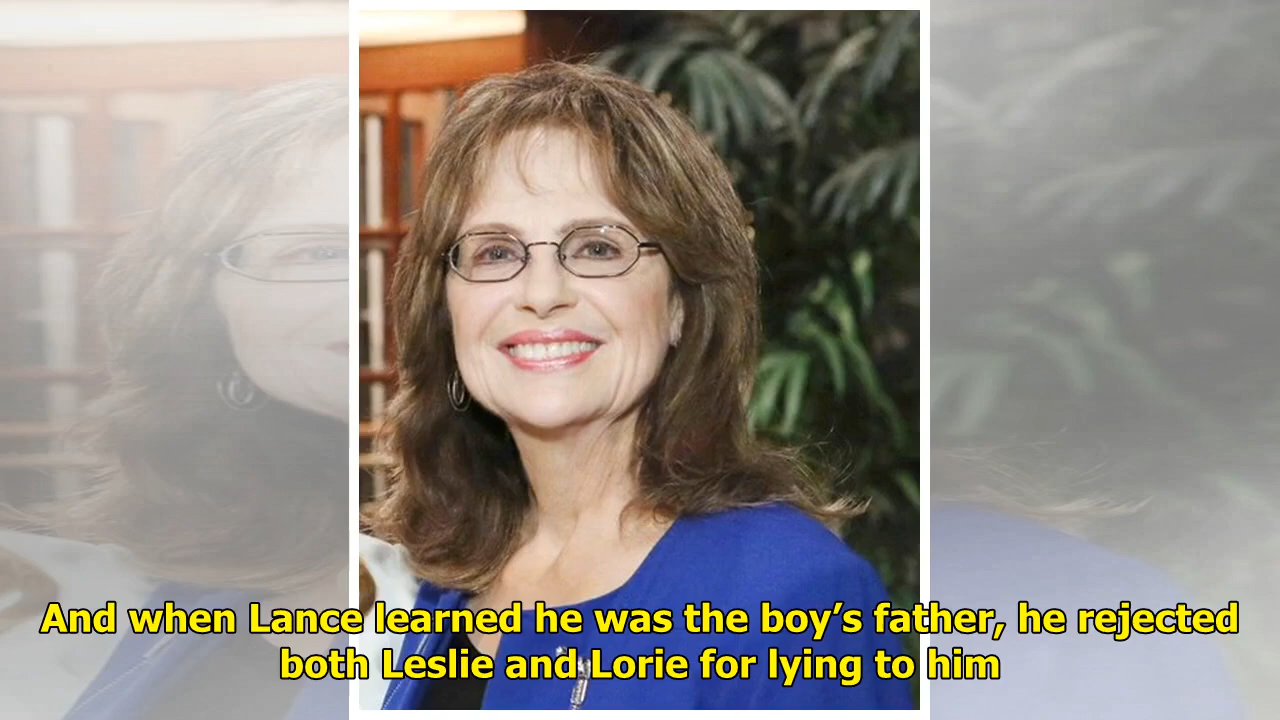 And when Lance learned he was the boy’s father, he rejected
both Leslie and Lorie for lying to him